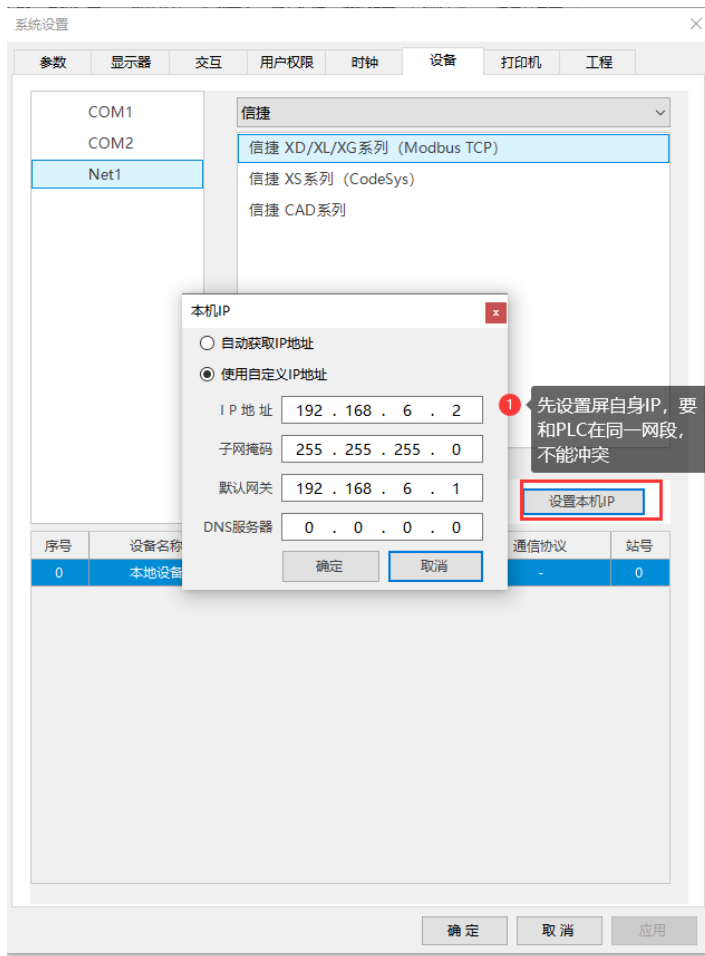 系统设置
参数 显示器 交互 用户权限 时钟 设备 打印机 工程
COM1
COM2
Net1
信捷
信捷 XD/XL/XG系列（Modbus TCP）
信捷 XS系列（CodeSys）
信捷 CAD系列
本机IP
x
自动获取IP地址
使用自定义IP地址
IP地址 192 . 168 . 6 . 2
子网掩码 255 . 255 . 255 . 0
默认网关 192 . 168 . 6 . 1
DNS服务器 0 . 0 . 0 . 0
确定 取消
1
先设置屏自身IP，要
和PLC在同一网段，
不能冲突
设置本机IP
序号 设备名称 通信协议 站号
0 本地设备 - 0
确定 取消 应用